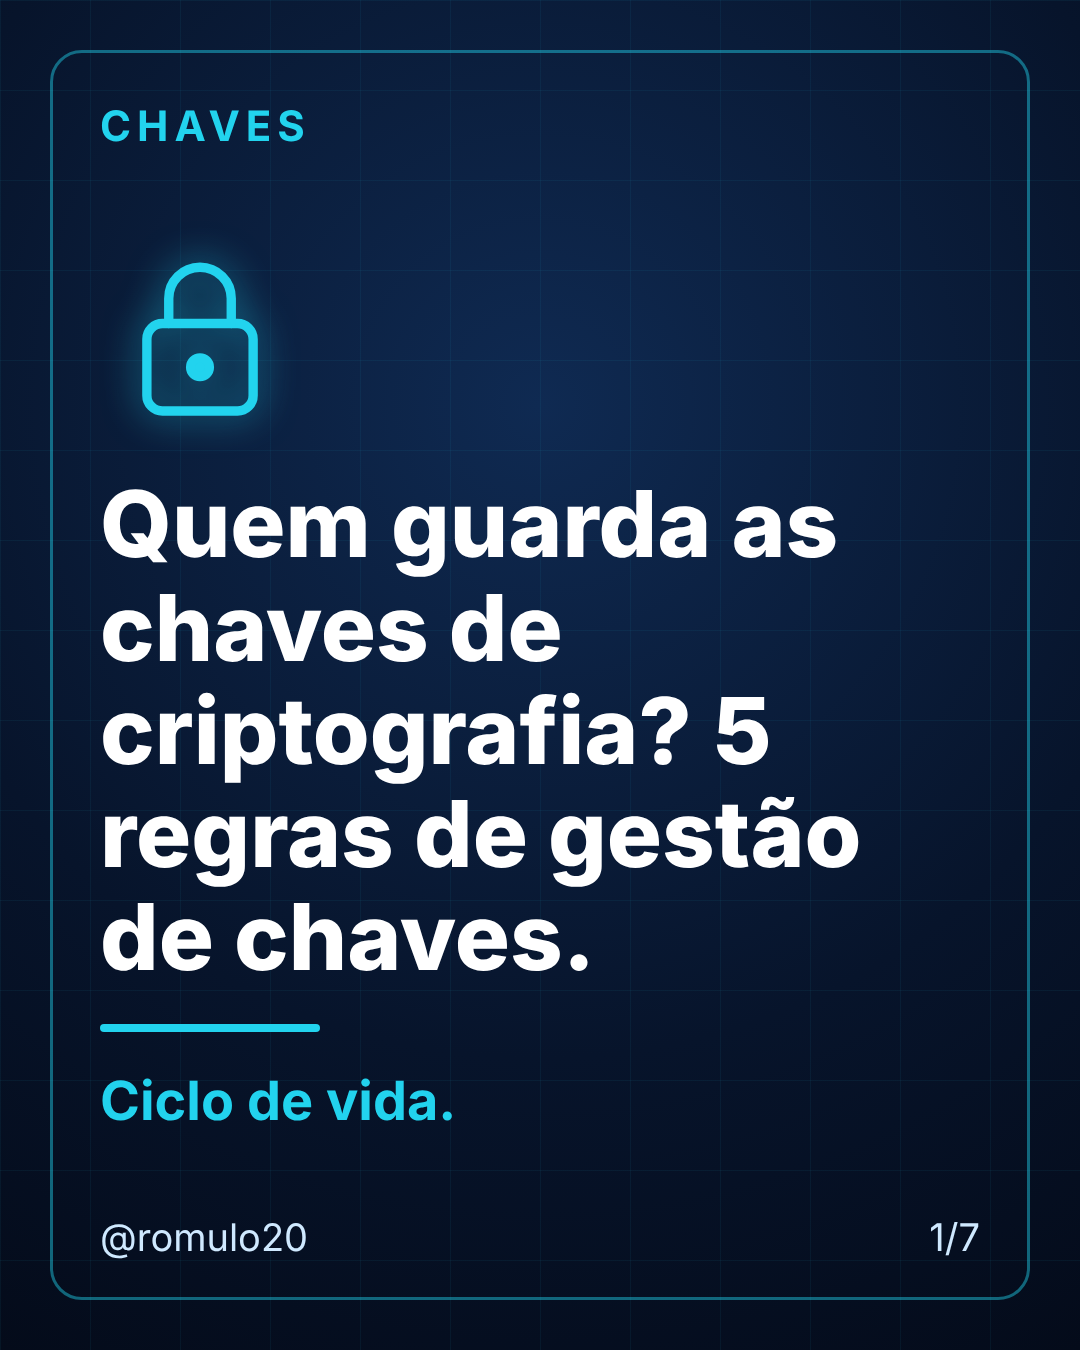 CHAVES
Quem guarda as
chaves de
criptografia? 5
regras de gestão
de chaves.
Ciclo de vida.
@romulo20
1/7